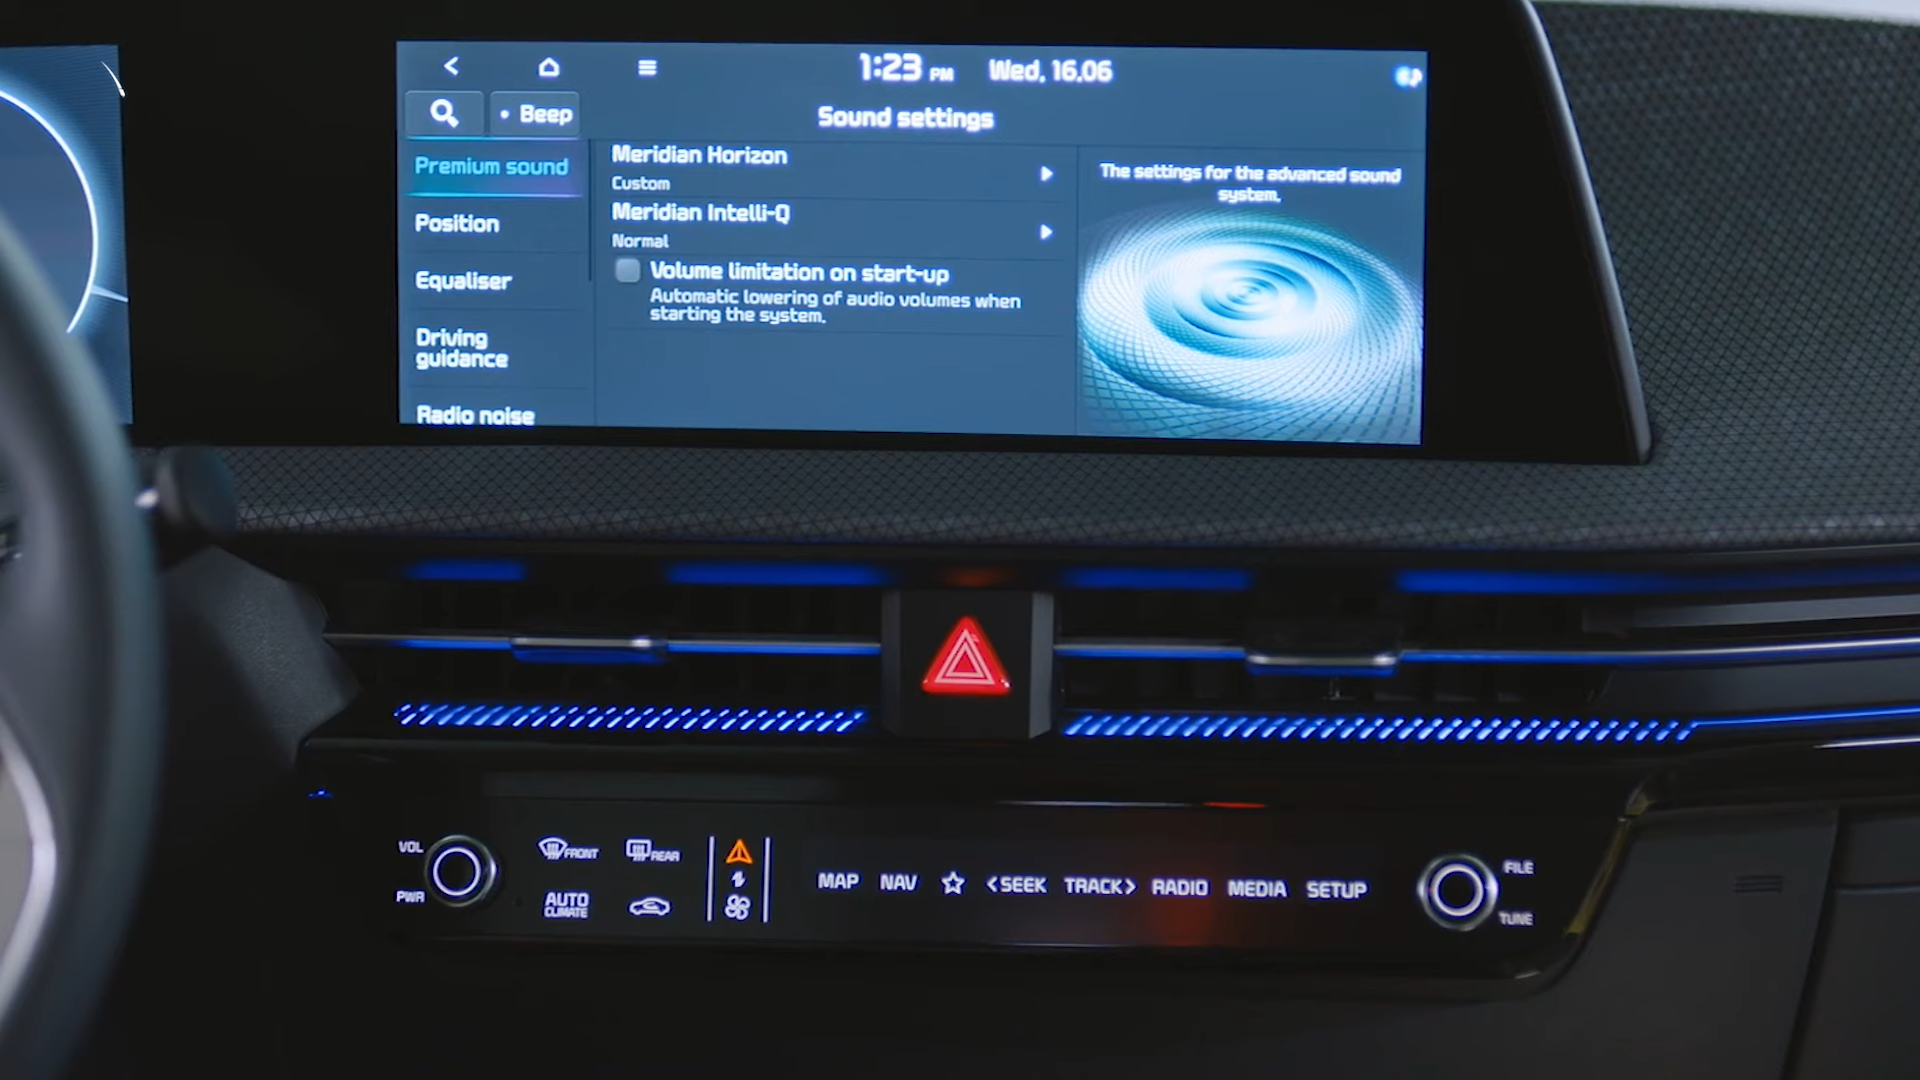 1:23 PM Wed, 16.06
Beep
Sound settings
Premium sound
Position
Equaliser
Driving
guidance
Radio noise
Meridian Horizon
Custom
Meridian Intelli-Q
Normal
Volume limitation on start-up
Automatic lowering of audio volumes when
starting the system.
The settings for the advanced sound
system.
VOL
PWR
FRONT
REAR
AUTO
CLIMATE
MAP NAV ☆ <SEEK TRACK> RADIO MEDIA SETUP
FILE
TUNE